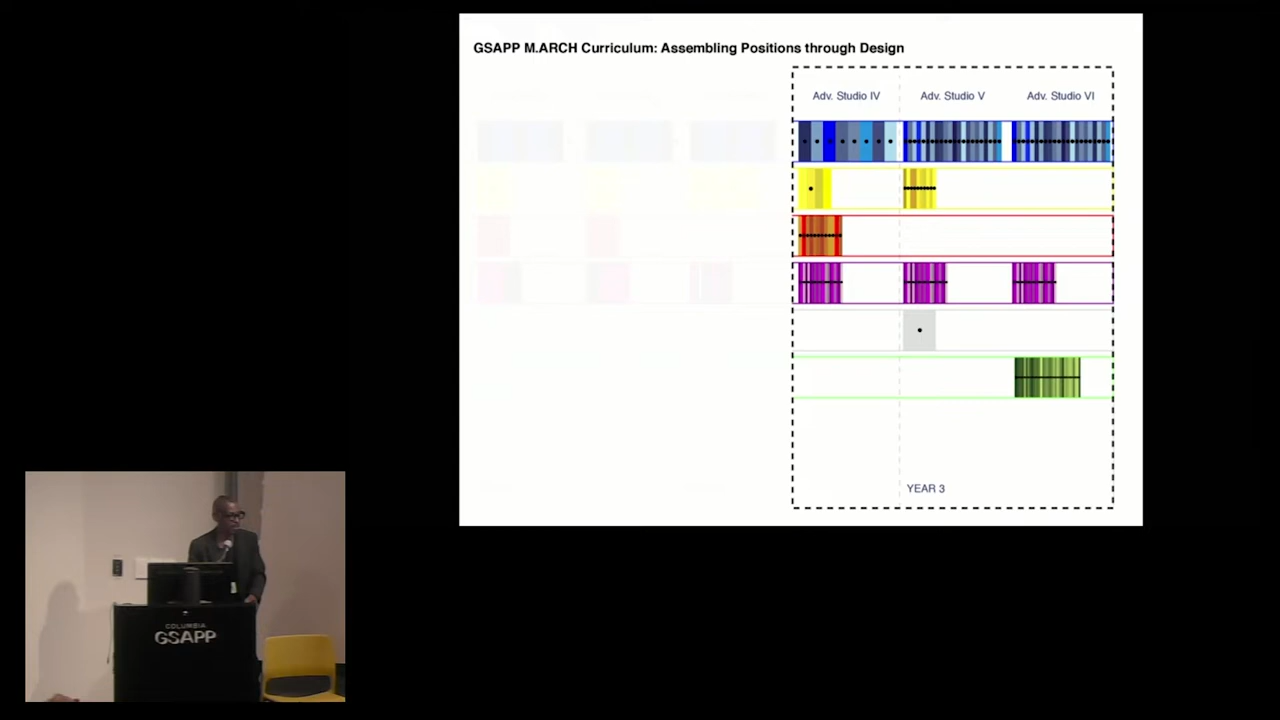 GSAPP M.ARCH Curriculum: Assembling Positions through Design
Adv. Studio IV
Adv. Studio V
Adv. Studio VI
YEAR 3
COLUMBIA
GSAPP